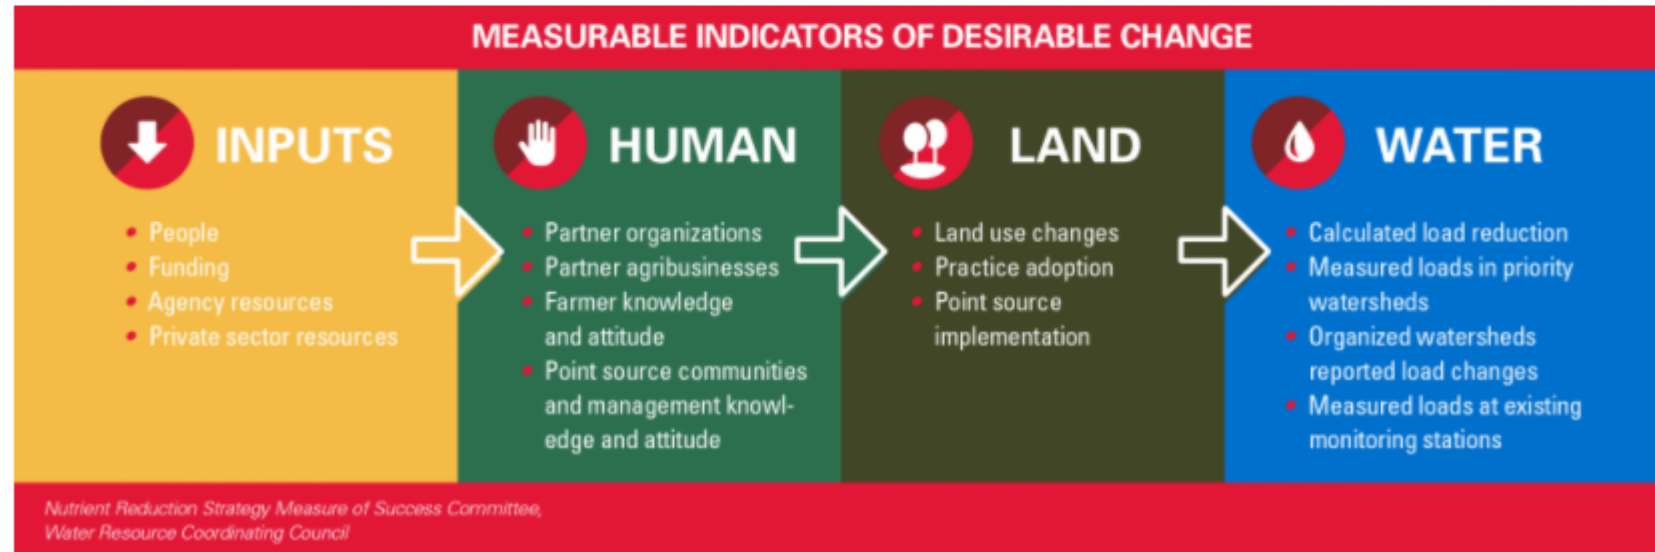 MEASURABLE INDICATORS OF DESIRABLE CHANGE
INPUTS
• People
• Funding
• Agency resources
• Private sector resources
HUMAN
• Partner organizations
• Partner agribusinesses
• Farmer knowledge
and attitude
• Point source communities
and management knowl-
edge and attitude
LAND
• Land use changes
• Practice adoption
• Point source
implementation
WATER
• Calculated load reduction
• Measured loads in priority
watersheds
• Organized watersheds
reported load changes
• Measured loads at existing
monitoring stations
Nutrient Reduction Strategy Measure of Success Committee,
Water Resource Coordinating Council